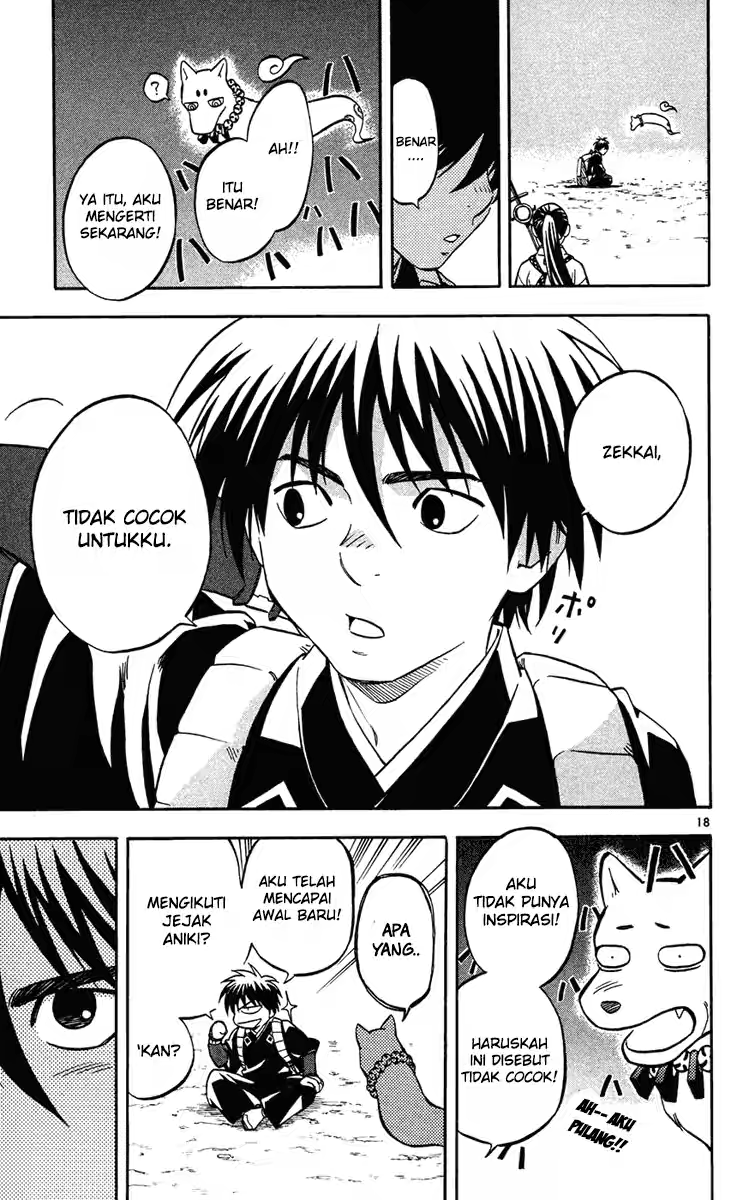 BENAR
....
?
AH!!
ITU
BENAR!
YA ITU, AKU
MENGERTI
SEKARANG!
ZEKKAI,
TIDAK COCOK
UNTUKKU.
ポ
リ
18
AKU
TIDAK PUNYA
INSPIRASI!
HARUSKAH
INI DISEBUT
TIDAK COCOK!
AH-- AKU
PULANG!!
APA
YANG..
AKU TELAH
MENCAPAI
AWAL BARU!
MENGIKUTI
JEJAK
ANIKI?
'KAN?